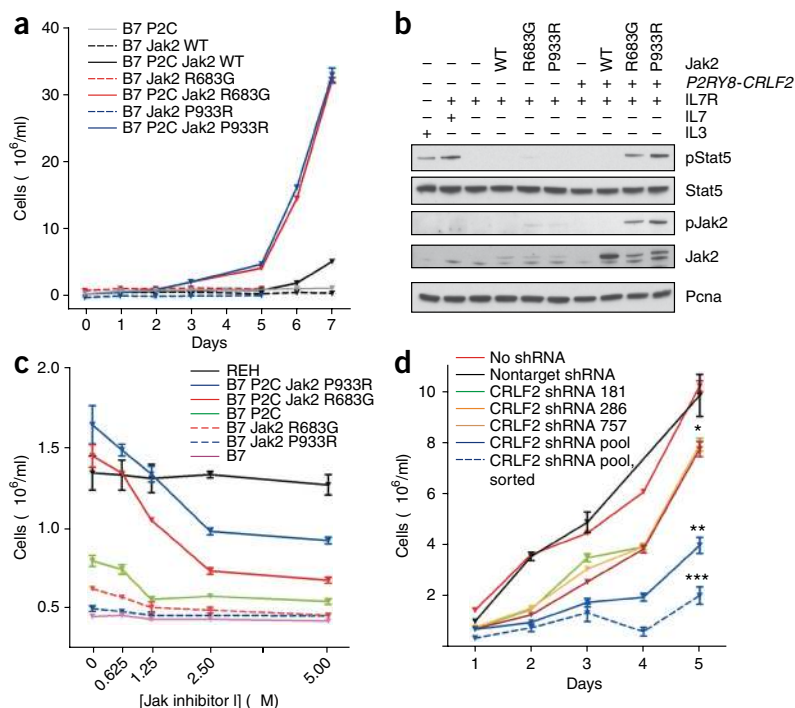 a
B7 P2C
B7 Jak2 WT
B7 P2C Jak2 WT
B7 Jak2 R683G
B7 P2C Jak2 R683G
B7 Jak2 P933R
B7 P2C Jak2 P933R
Cells ( 10⁶/ml)
40
30
20
10
0
0 1 2 3 4 5 6 7
Days
b
WT R683G P933R WT R683G P933R
– – – – + + + + Jak2
– – – – – – + + + + P2RY8-CRLF2
– + + + + + + + + + IL7R
– + – – – – – – – – IL7
+ – – – – – – – – – IL3
pStat5
Stat5
pJak2
Jak2
Pcna
c
REH
B7 P2C Jak2 P933R
B7 P2C Jak2 R683G
B7 P2C
B7 Jak2 R683G
B7 Jak2 P933R
B7
Cells ( 10⁶/ml)
2.0
1.5
1.0
0.5
0 0.625 1.25 2.50 5.00
[Jak inhibitor I] ( M)
d
No shRNA
Nontarget shRNA
CRLF2 shRNA 181
CRLF2 shRNA 286
CRLF2 shRNA 757
CRLF2 shRNA pool
CRLF2 shRNA pool,
sorted
Cells ( 10⁶/ml)
10
8
6
4
2
*
**
***
1 2 3 4 5
Days